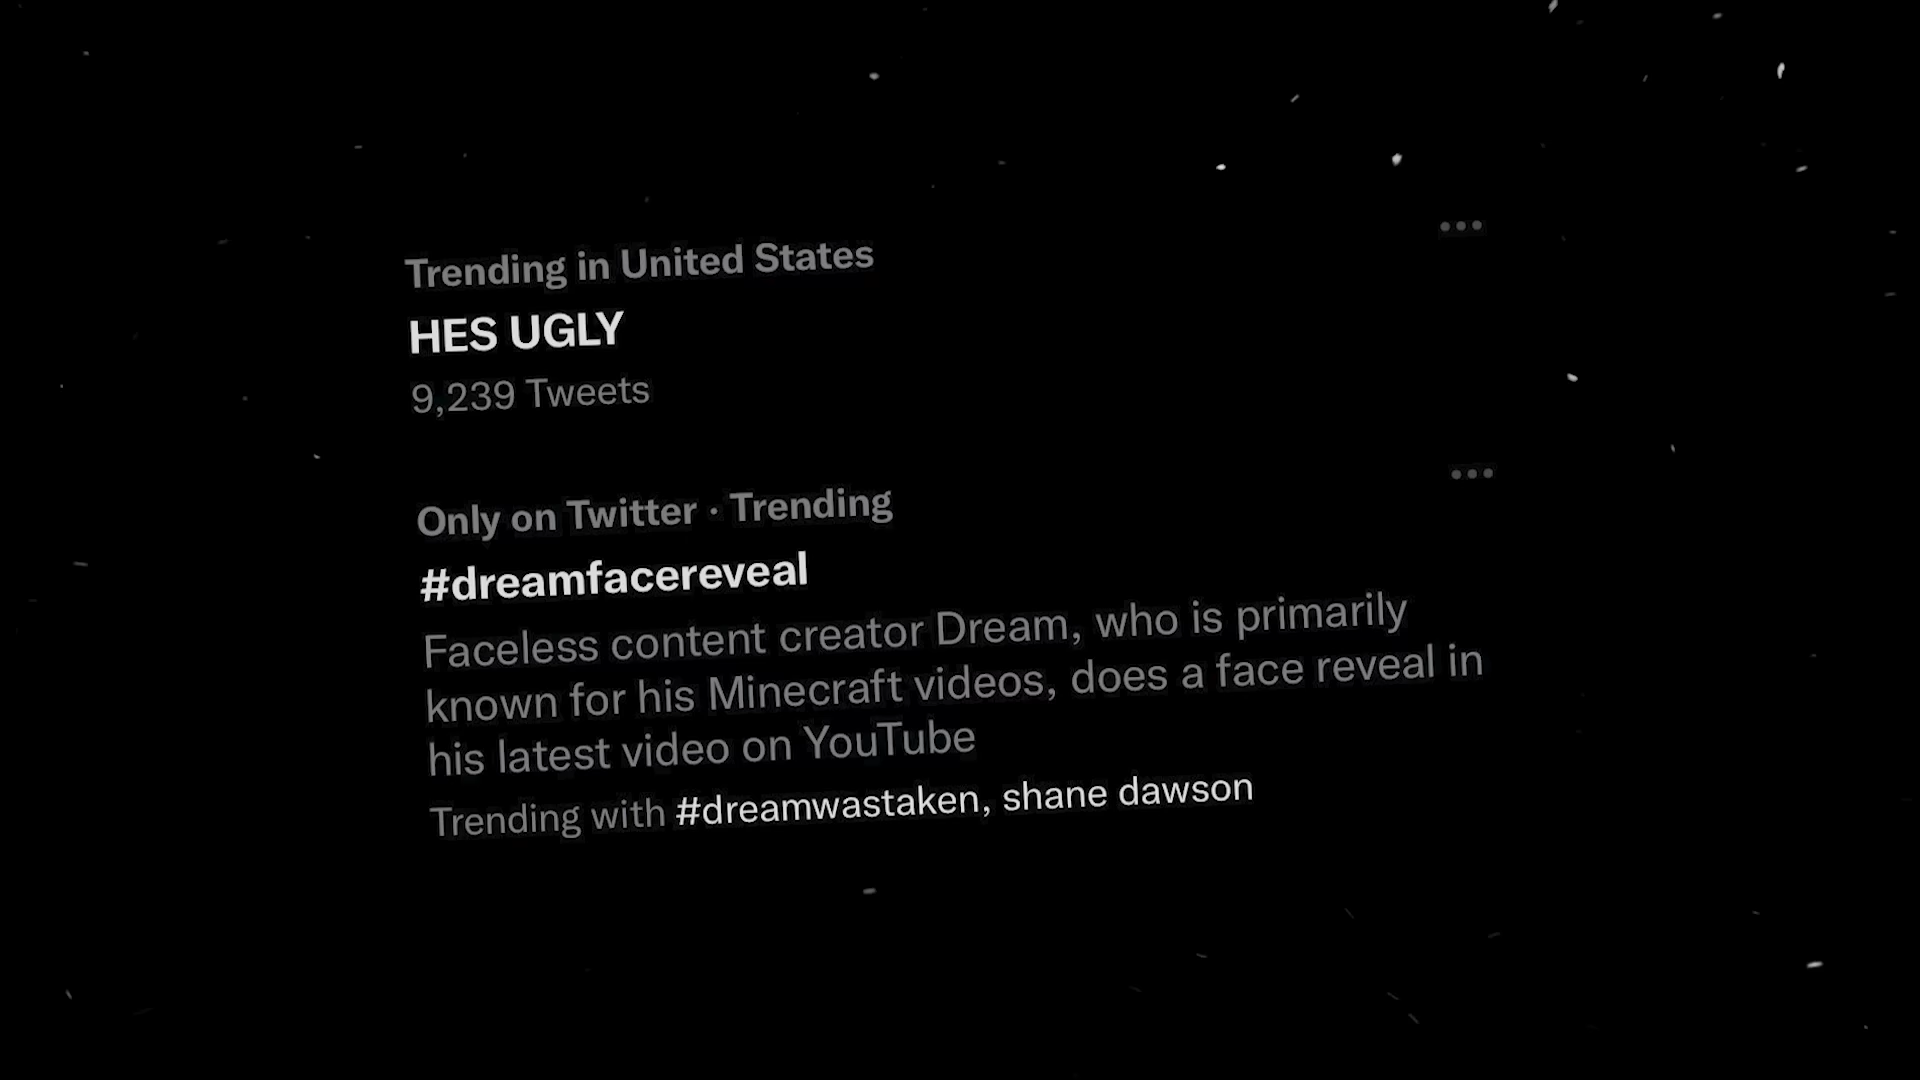 Trending in United States
HES UGLY
9,239 Tweets
Only on Twitter · Trending
#dreamfacereveal
Faceless content creator Dream, who is primarily
known for his Minecraft videos, does a face reveal in
his latest video on YouTube
Trending with #dreamwastaken, shane dawson